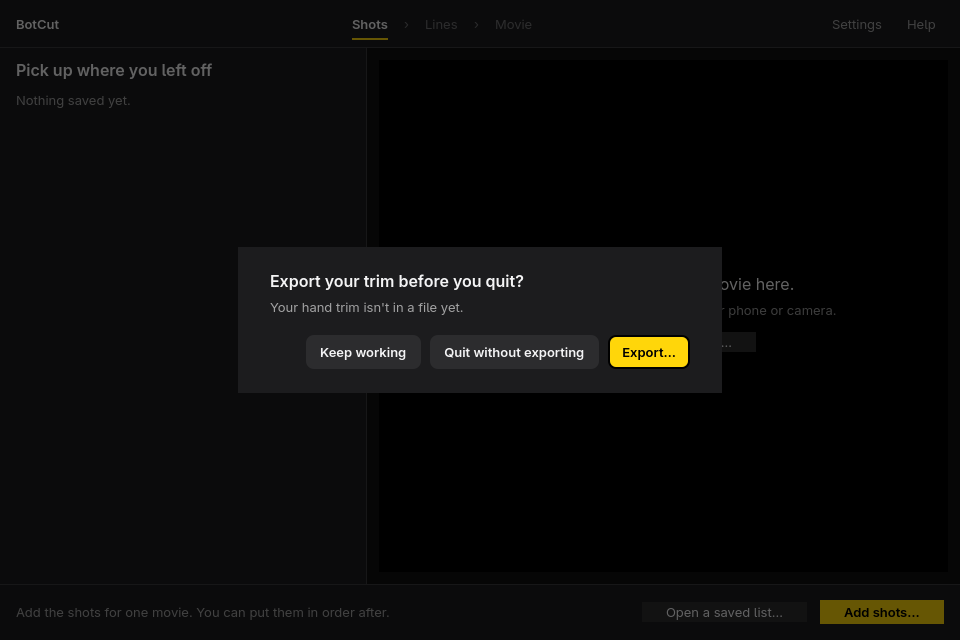 BotCut
Shots › Lines › Movie
Settings Help
Pick up where you left off
Nothing saved yet.
ovie here.
phone or camera.
...
Export your trim before you quit?
Your hand trim isn't in a file yet.
Keep working
Quit without exporting
Export...
Add the shots for one movie. You can put them in order after.
Open a saved list...
Add shots...